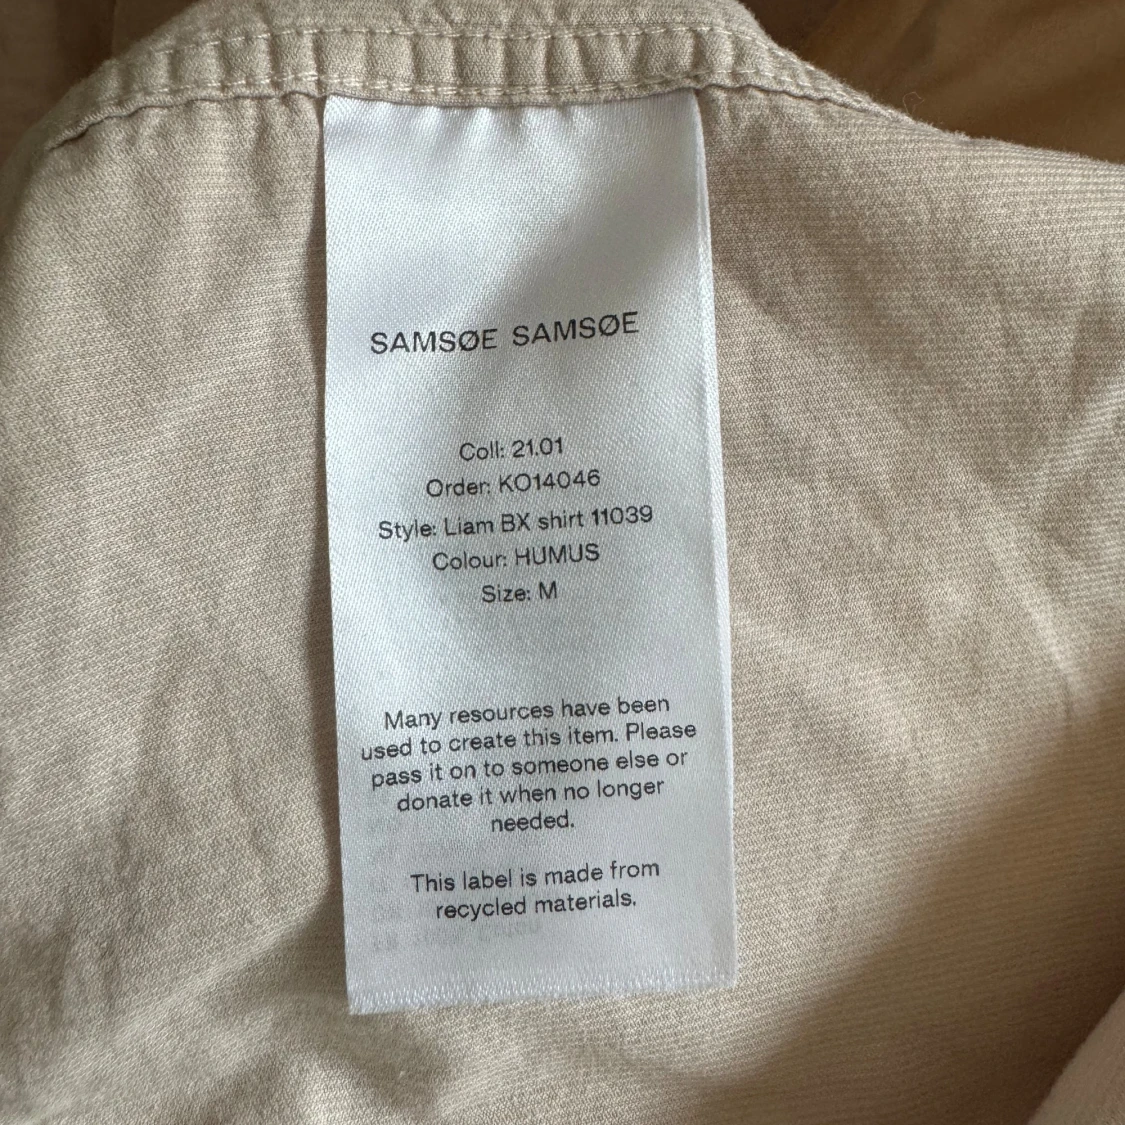 SAMSØE SAMSØE
Coll: 21.01
Order: KO14046
Style: Liam BX shirt 11039
Colour: HUMUS
Size: M
Many resources have been
used to create this item. Please
pass it on to someone else or
donate it when no longer
needed.
This label is made from
recycled materials.